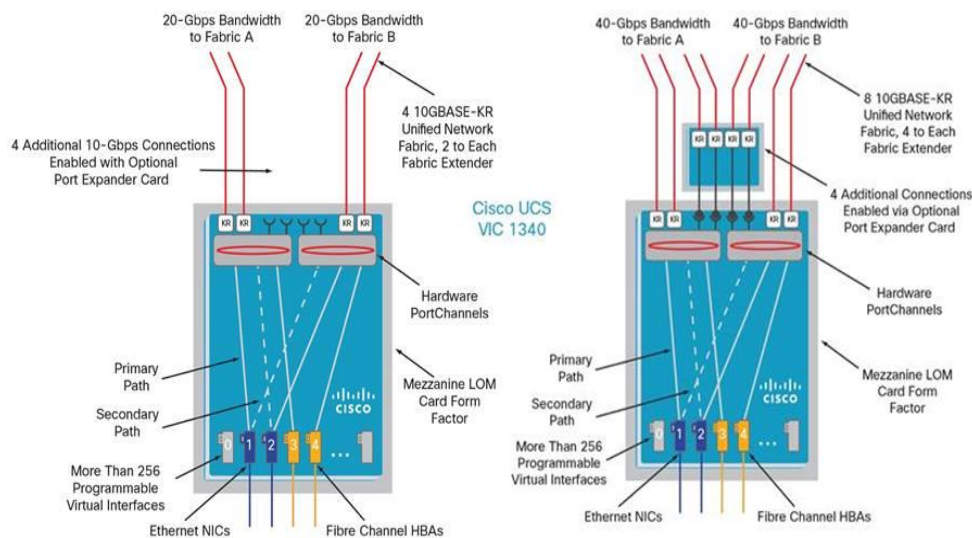 20-Gbps Bandwidth
to Fabric A
20-Gbps Bandwidth
to Fabric B
4 10GBASE-KR
Unified Network
Fabric, 2 to Each
Fabric Extender
4 Additional 10-Gbps Connections
Enabled with Optional
Port Expander Card
KR KR KR KR
Hardware
PortChannels
Primary
Path
Secondary
Path
CISCO
Mezzanine LOM
Card Form
Factor
0 1 2 3 4 ...
More Than 256
Programmable
Virtual Interfaces
Ethernet NICs
Fibre Channel HBAs
Cisco UCS
VIC 1340
40-Gbps Bandwidth
to Fabric A
40-Gbps Bandwidth
to Fabric B
8 10GBASE-KR
Unified Network
Fabric, 4 to Each
Fabric Extender
KR KR KR KR
4 Additional Connections
Enabled via Optional
Port Expander Card
KR KR KR KR
Hardware
PortChannels
Primary
Path
Secondary
Path
CISCO
Mezzanine LOM
Card Form
Factor
0 1 2 3 4 ...
More Than 256
Programmable
Virtual Interfaces
Ethernet NICs
Fibre Channel HBAs